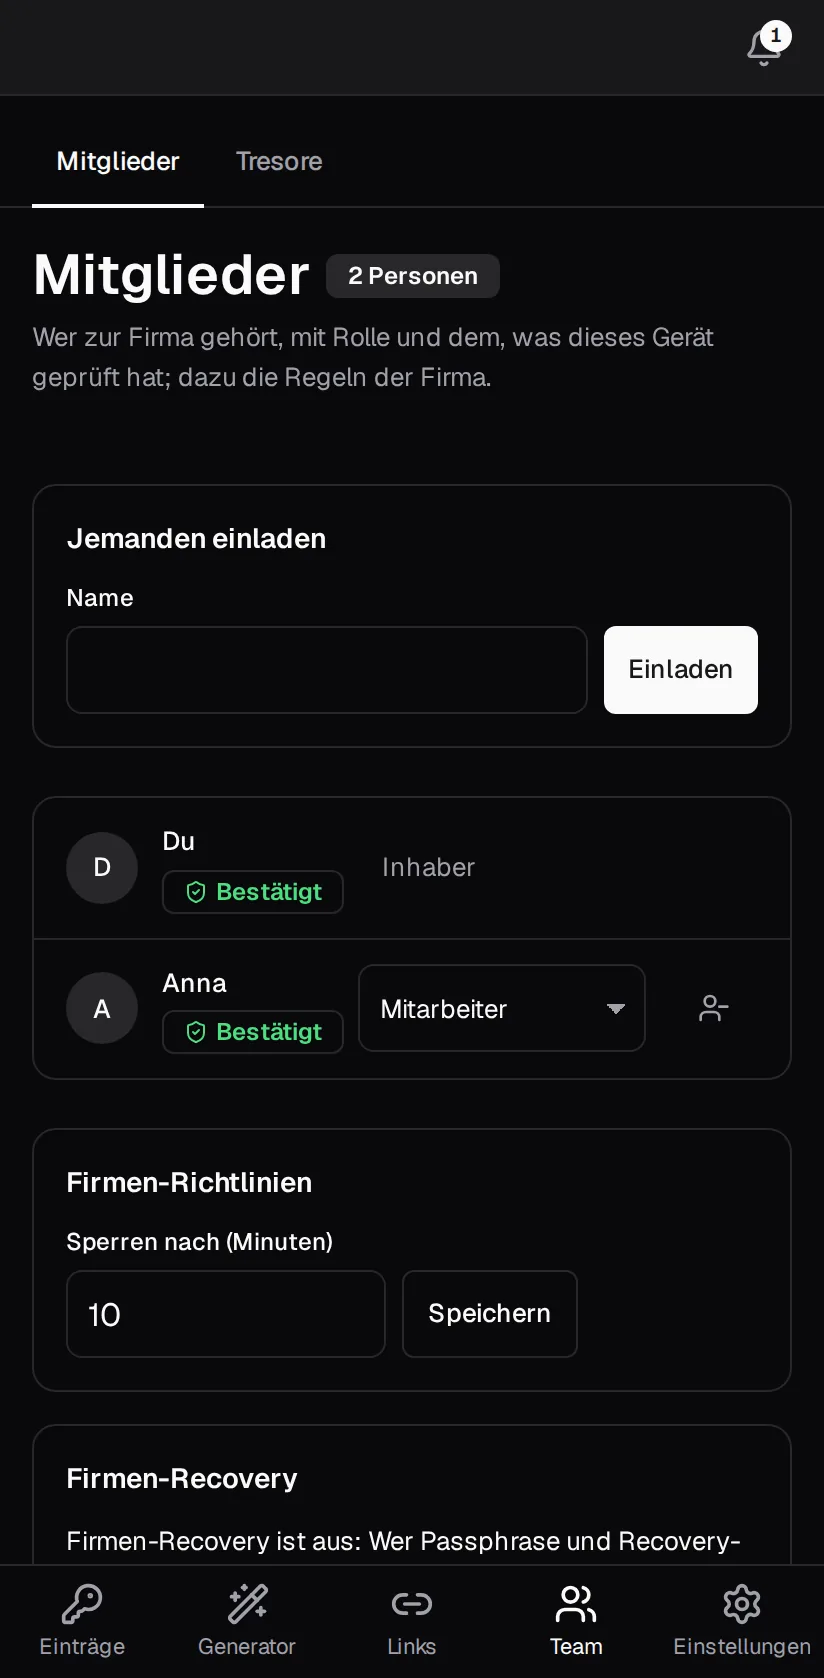 1
Mitglieder
Tresore
Mitglieder
2 Personen
Wer zur Firma gehört, mit Rolle und dem, was dieses Gerät
geprüft hat; dazu die Regeln der Firma.
Jemanden einladen
Name
Einladen
D
Du
Bestätigt
Inhaber
A
Anna
Bestätigt
Mitarbeiter
Firmen-Richtlinien
Sperren nach (Minuten)
10
Speichern
Firmen-Recovery
Firmen-Recovery ist aus: Wer Passphrase und Recovery-
Einträge
Generator
Links
Team
Einstellungen